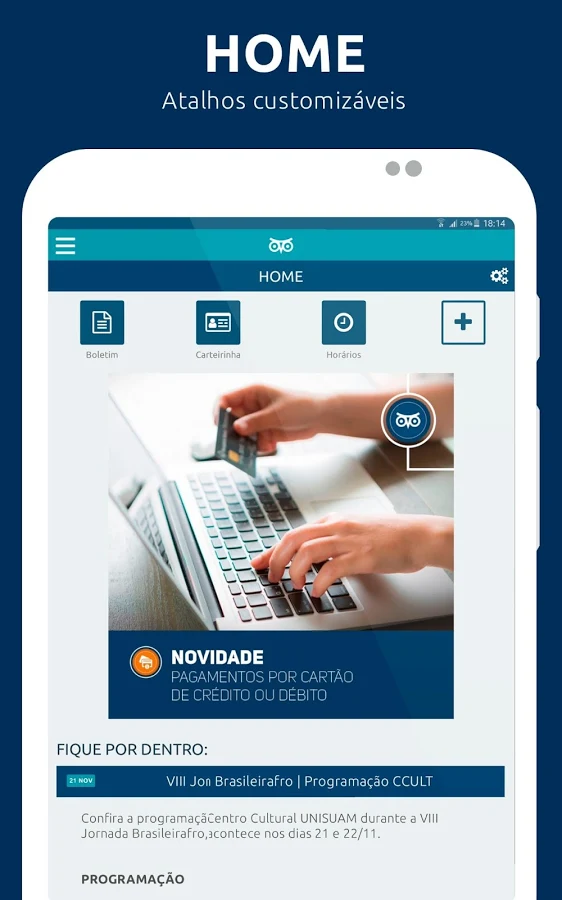 HOME
Atalhos customizáveis
23% 18:14
HOME
Boletim
Carteirinha
Horários
NOVIDADE
PAGAMENTOS POR CARTÃO
DE CRÉDITO OU DÉBITO
FIQUE POR DENTRO:
21 NOV
VIII Jon Brasileirafro | Programação CCULT
Confira a programaçãCentro Cultural UNISUAM durante a VIII
Jornada Brasileirafro,acontece nos dias 21 e 22/11.
PROGRAMAÇÃO